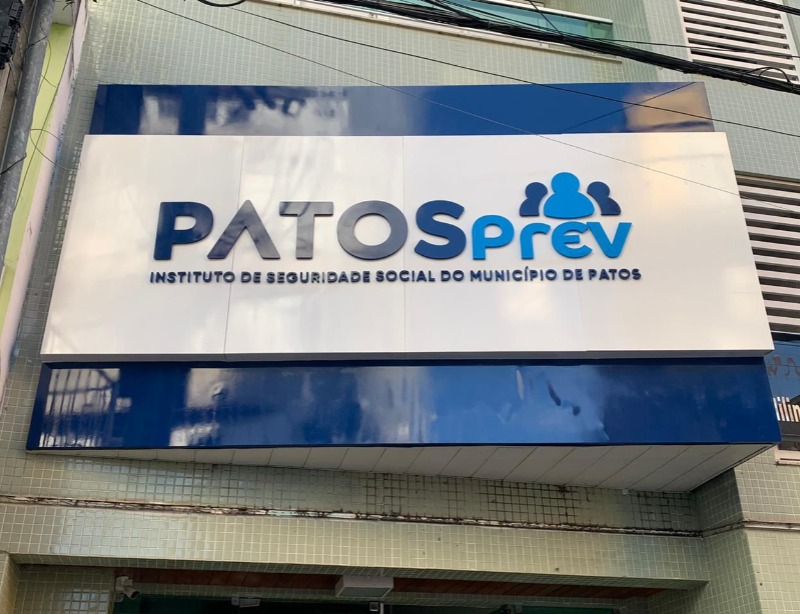 PATOSprev
INSTITUTO DE SEGURIDADE SOCIAL DO MUNICÍPIO DE PATOS